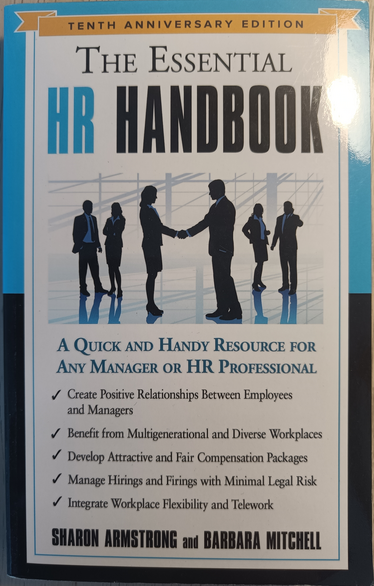 TENTH ANNIVERSARY EDITION
THE ESSENTIAL
HR HANDBOOK
A QUICK AND HANDY RESOURCE FOR
ANY MANAGER OR HR PROFESSIONAL
✓ Create Positive Relationships Between Employees
and Managers
✓ Benefit from Multigenerational and Diverse Workplaces
✓ Develop Attractive and Fair Compensation Packages
✓ Manage Hirings and Firings with Minimal Legal Risk
✓ Integrate Workplace Flexibility and Telework
SHARON ARMSTRONG and BARBARA MITCHELL